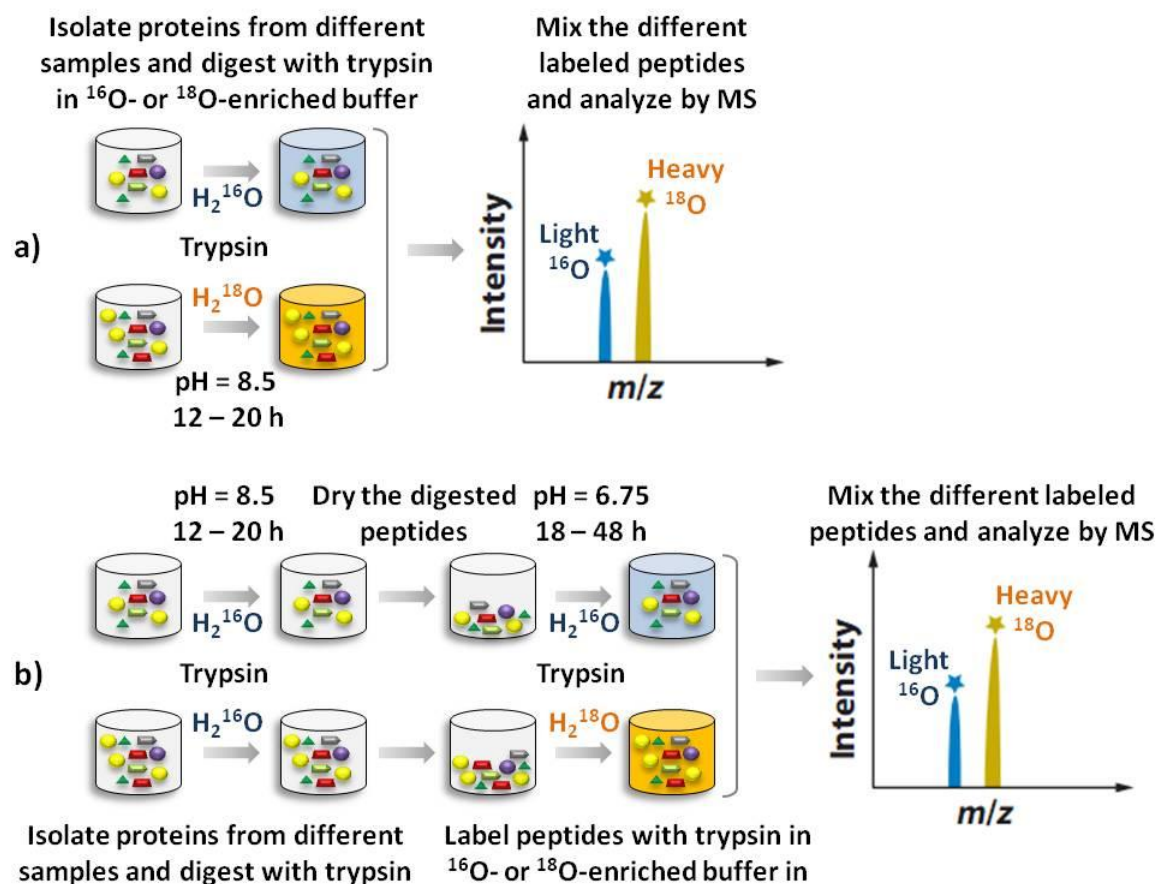 Isolate proteins from different
samples and digest with trypsin
in ¹⁶O- or ¹⁸O-enriched buffer
Mix the different
labeled peptides
and analyze by MS
a)
H₂¹⁶O
Trypsin
H₂¹⁸O
pH = 8.5
12 – 20 h
Intensity
Light
¹⁶O
Heavy
¹⁸O
m/z
b)
pH = 8.5
12 – 20 h
Dry the digested
peptides
pH = 6.75
18 – 48 h
Mix the different labeled
peptides and analyze by MS
H₂¹⁶O
H₂¹⁶O
Trypsin
Trypsin
H₂¹⁶O
H₂¹⁸O
Intensity
Light
¹⁶O
Heavy
¹⁸O
m/z
Isolate proteins from different
samples and digest with trypsin
Label peptides with trypsin in
¹⁶O- or ¹⁸O-enriched buffer in